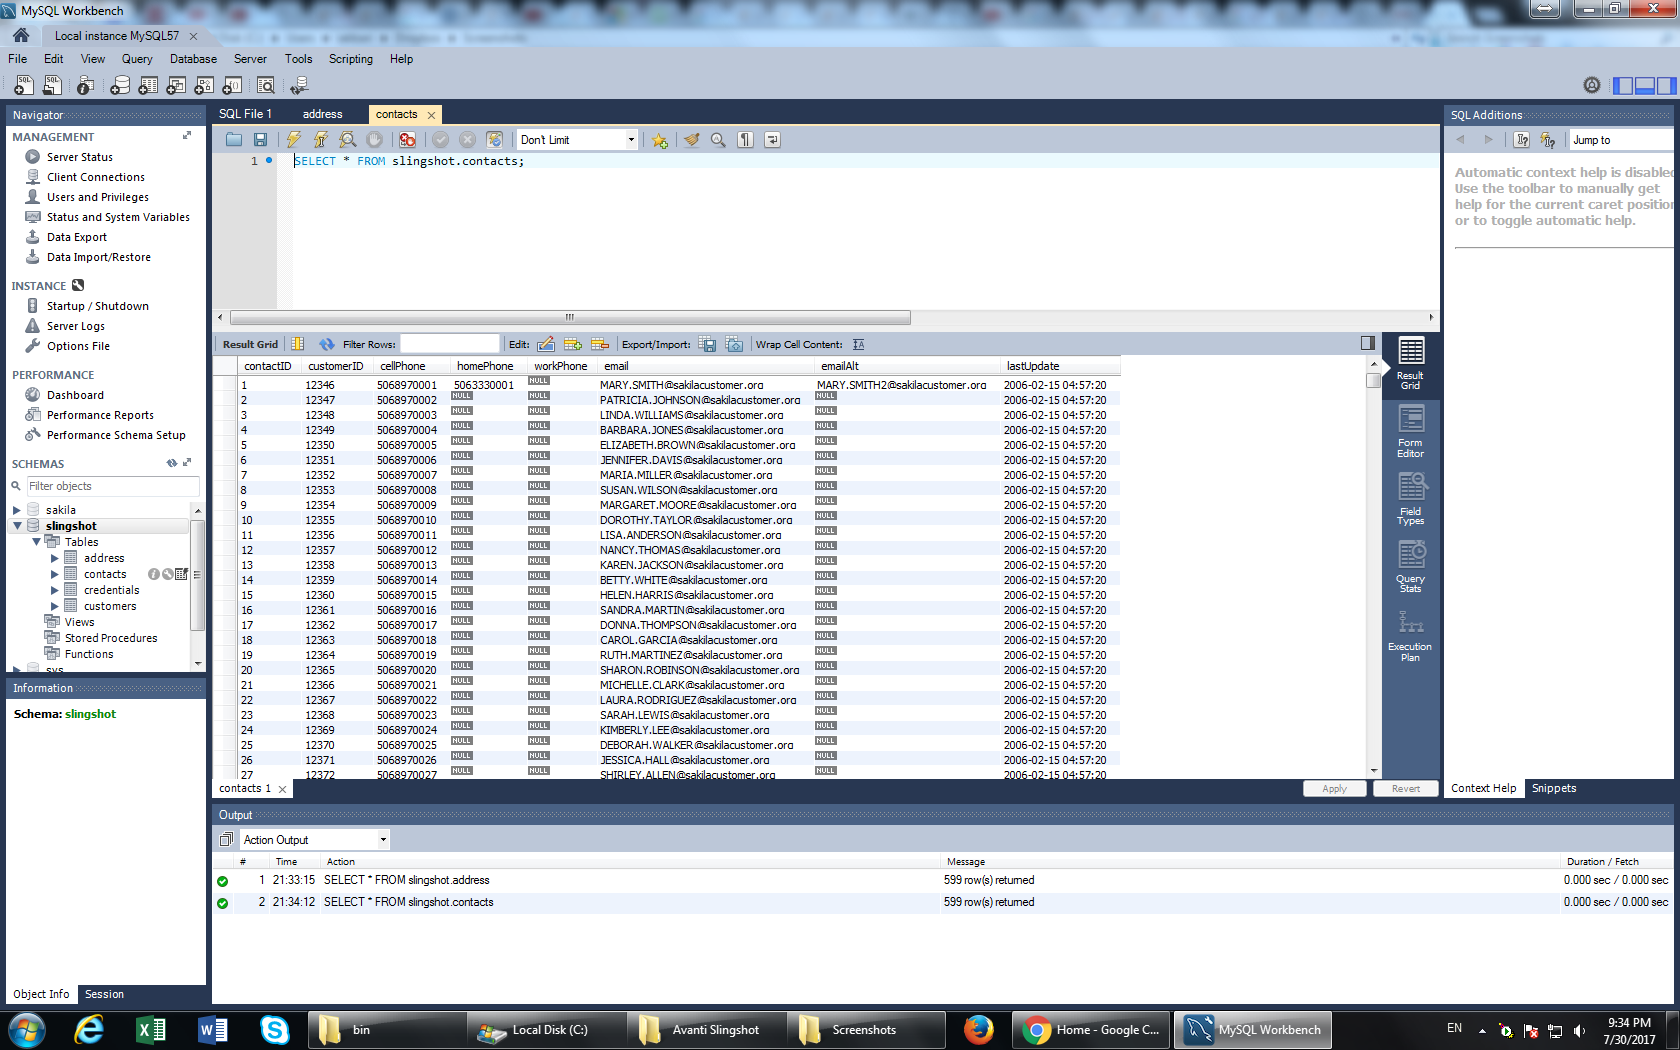 MySQL Workbench
Local instance MySQL57
File Edit View Query Database Server Tools Scripting Help
Navigator
MANAGEMENT
Server Status
Client Connections
Users and Privileges
Status and System Variables
Data Export
Data Import/Restore
INSTANCE
Startup / Shutdown
Server Logs
Options File
PERFORMANCE
Dashboard
Performance Reports
Performance Schema Setup
SCHEMAS
Filter objects
sakila
slingshot
Tables
address
contacts
credentials
customers
Views
Stored Procedures
Functions
sys
Information
Schema: slingshot
Object Info Session
SQL File 1 address contacts
Don't Limit
1 SELECT * FROM slingshot.contacts;
Result Grid Filter Rows: Edit: Export/Import: Wrap Cell Content:
contactID customerID cellPhone homePhone workPhone email emailAlt lastUpdate
1 12346 5068970001 5063330001 NULL MARY.SMITH@sakilacustomer.org MARY.SMITH2@sakilacustomer.org 2006-02-15 04:57:20
2 12347 5068970002 NULL NULL PATRICIA.JOHNSON@sakilacustomer.org NULL 2006-02-15 04:57:20
3 12348 5068970003 NULL NULL LINDA.WILLIAMS@sakilacustomer.org NULL 2006-02-15 04:57:20
4 12349 5068970004 NULL NULL BARBARA.JONES@sakilacustomer.org NULL 2006-02-15 04:57:20
5 12350 5068970005 NULL NULL ELIZABETH.BROWN@sakilacustomer.org NULL 2006-02-15 04:57:20
6 12351 5068970006 NULL NULL JENNIFER.DAVIS@sakilacustomer.org NULL 2006-02-15 04:57:20
7 12352 5068970007 NULL NULL MARIA.MILLER@sakilacustomer.org NULL 2006-02-15 04:57:20
8 12353 5068970008 NULL NULL SUSAN.WILSON@sakilacustomer.org NULL 2006-02-15 04:57:20
9 12354 5068970009 NULL NULL MARGARET.MOORE@sakilacustomer.org NULL 2006-02-15 04:57:20
10 12355 5068970010 NULL NULL DOROTHY.TAYLOR@sakilacustomer.org NULL 2006-02-15 04:57:20
11 12356 5068970011 NULL NULL LISA.ANDERSON@sakilacustomer.org NULL 2006-02-15 04:57:20
12 12357 5068970012 NULL NULL NANCY.THOMAS@sakilacustomer.org NULL 2006-02-15 04:57:20
13 12358 5068970013 NULL NULL KAREN.JACKSON@sakilacustomer.org NULL 2006-02-15 04:57:20
14 12359 5068970014 NULL NULL BETTY.WHITE@sakilacustomer.org NULL 2006-02-15 04:57:20
15 12360 5068970015 NULL NULL HELEN.HARRIS@sakilacustomer.org NULL 2006-02-15 04:57:20
16 12361 5068970016 NULL NULL SANDRA.MARTIN@sakilacustomer.org NULL 2006-02-15 04:57:20
17 12362 5068970017 NULL NULL DONNA.THOMPSON@sakilacustomer.org NULL 2006-02-15 04:57:20
18 12363 5068970018 NULL NULL CAROL.GARCIA@sakilacustomer.org NULL 2006-02-15 04:57:20
19 12364 5068970019 NULL NULL RUTH.MARTINEZ@sakilacustomer.org NULL 2006-02-15 04:57:20
20 12365 5068970020 NULL NULL SHARON.ROBINSON@sakilacustomer.org NULL 2006-02-15 04:57:20
21 12366 5068970021 NULL NULL MICHELLE.CLARK@sakilacustomer.org NULL 2006-02-15 04:57:20
22 12367 5068970022 NULL NULL LAURA.RODRIGUEZ@sakilacustomer.org NULL 2006-02-15 04:57:20
23 12368 5068970023 NULL NULL SARAH.LEWIS@sakilacustomer.org NULL 2006-02-15 04:57:20
24 12369 5068970024 NULL NULL KIMBERLY.LEE@sakilacustomer.org NULL 2006-02-15 04:57:20
25 12370 5068970025 NULL NULL DEBORAH.WALKER@sakilacustomer.org NULL 2006-02-15 04:57:20
26 12371 5068970026 NULL NULL JESSICA.HALL@sakilacustomer.org NULL 2006-02-15 04:57:20
27 12372 5068970027 NULL NULL SHIRLEY.ALLEN@sakilacustomer.org NULL 2006-02-15 04:57:20
Result
Grid
Form
Editor
Field
Types
Query
Stats
Execution
Plan
contacts 1 Apply Revert
SQL Additions
Jump to
Automatic context help is disabled
Use the toolbar to manually get
help for the current caret position
or to toggle automatic help.
Context Help Snippets
Output
Action Output
# Time Action Message Duration / Fetch
1 21:33:15 SELECT * FROM slingshot.address 599 row(s) returned 0.000 sec / 0.000 sec
2 21:34:12 SELECT * FROM slingshot.contacts 599 row(s) returned 0.000 sec / 0.000 sec
bin Local Disk (C:) Avanti Slingshot Screenshots Home - Google C... MySQL Workbench EN
9:34 PM
7/30/2017